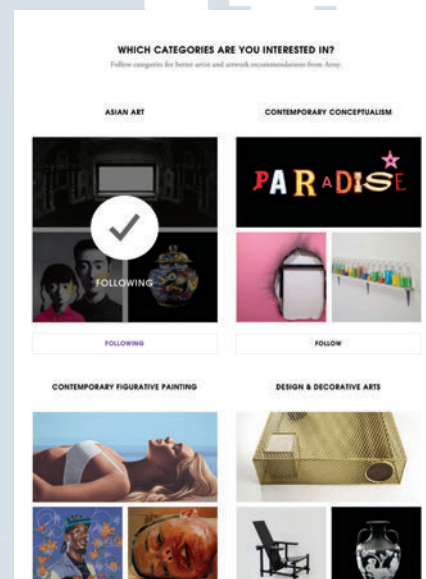 WHICH CATEGORIES ARE YOU INTERESTED IN?
Follow categories for better artist and artwork recommendations from Artsy.
ASIAN ART
CONTEMPORARY CONCEPTUALISM
PARADISE
FOLLOWING
FOLLOWING
FOLLOW
CONTEMPORARY FIGURATIVE PAINTING
DESIGN & DECORATIVE ARTS